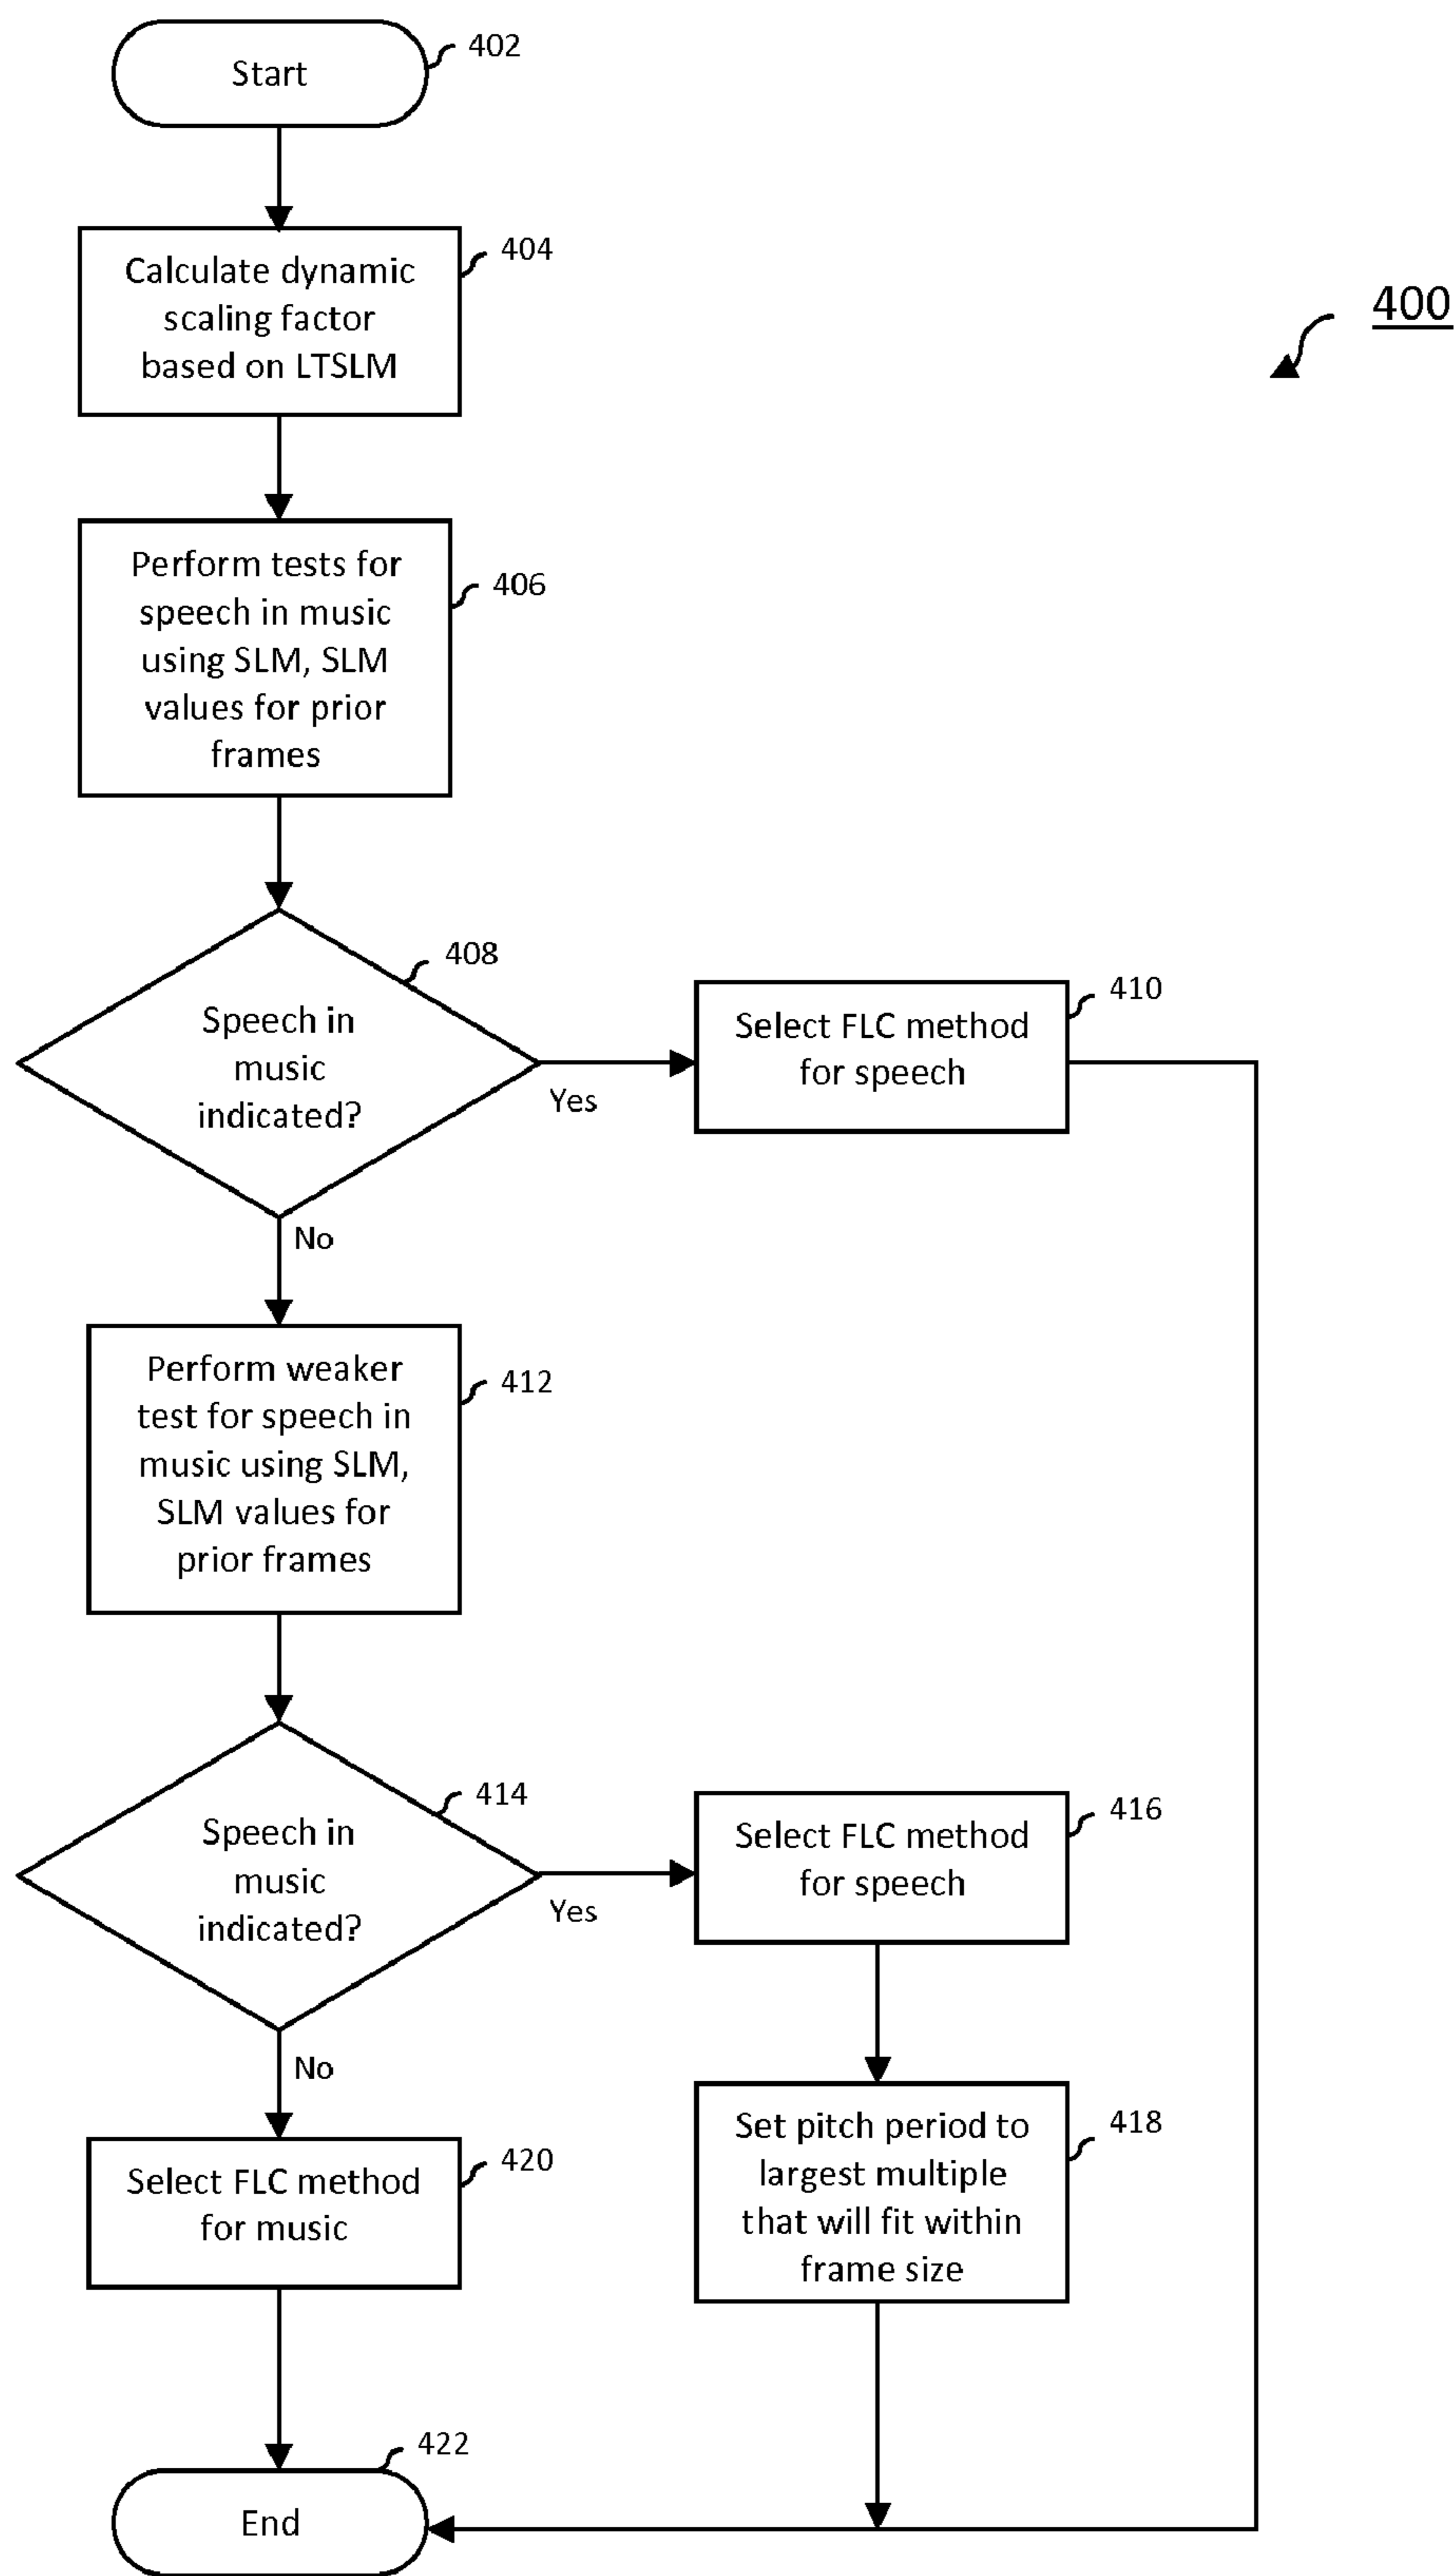 Start
402
Calculate dynamic
scaling factor
based on LTSLM
404
400
Perform tests for
speech in music
using SLM, SLM
values for prior
frames
406
Speech in
music
indicated?
408
Yes
Select FLC method
for speech
410
No
Perform weaker
test for speech in
music using SLM,
SLM values for
prior frames
412
Speech in
music
indicated?
414
Yes
Select FLC method
for speech
416
No
Set pitch period to
largest multiple
that will fit within
frame size
418
Select FLC method
for music
420
End
422